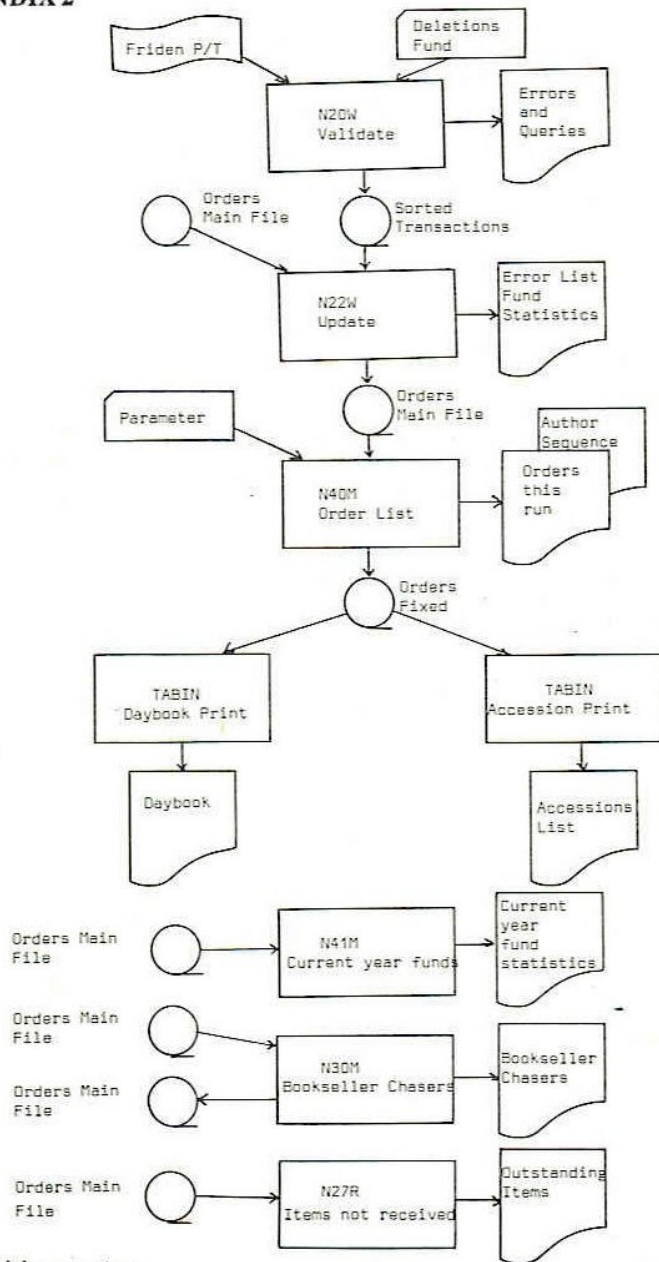 NDIX 2
Friden P/T
Deletions
Fund
N20W
Validate
Errors
and
Queries
Orders
Main File
Sorted
Transactions
N22W
Update
Error List
Fund
Statistics
Orders
Main File
Parameter
N40M
Order List
Author
Sequence
Orders
this
run
Orders
Fixed
TABIN
Daybook Print
TABIN
Accession Print
Daybook
Accessions
List
Orders Main
File
N41M
Current year funds
Current
year
fund
statistics
Orders Main
File
Orders Main
File
N30M
Bookseller Chasers
Bookseller
Chasers
Orders Main
File
N27R
Items not received
Outstanding
Items